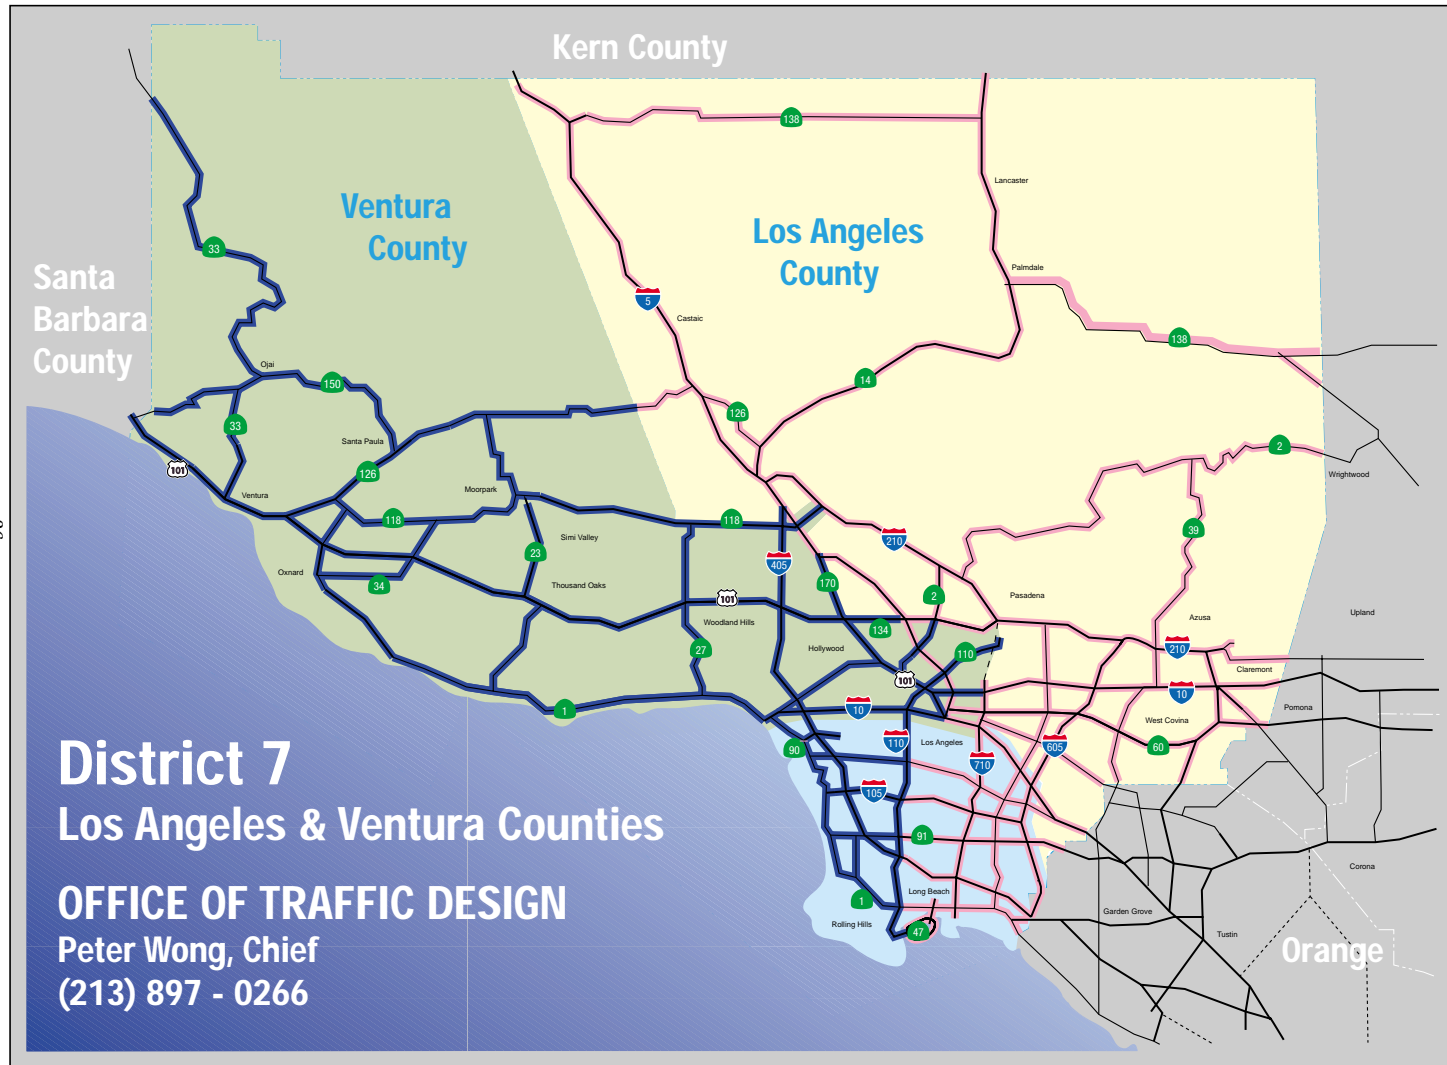 Kern County
138
Lancaster
Ventura
County
Los Angeles
County
33
Santa
Barbara
County
Palmdale
5
Castaic
138
Ojai
150
14
126
33
Santa Paula
2
126
101
Wrightwood
Ventura
Moorpark
118
118
39
Simi Valley
210
23
405
Oxnard
34
Thousand Oaks
170
101
2
Pasadena
Woodland Hills
134
Azusa
Upland
27
Hollywood
110
210
101
Claremont
1
10
10
Pomona
West Covina
90
110
Los Angeles
605
60
710
District 7
105
Los Angeles & Ventura Counties
91
Corona
OFFICE OF TRAFFIC DESIGN
1
Long Beach
Garden Grove
Rolling Hills
47
Tustin
Peter Wong, Chief
Orange
(213) 897 - 0266